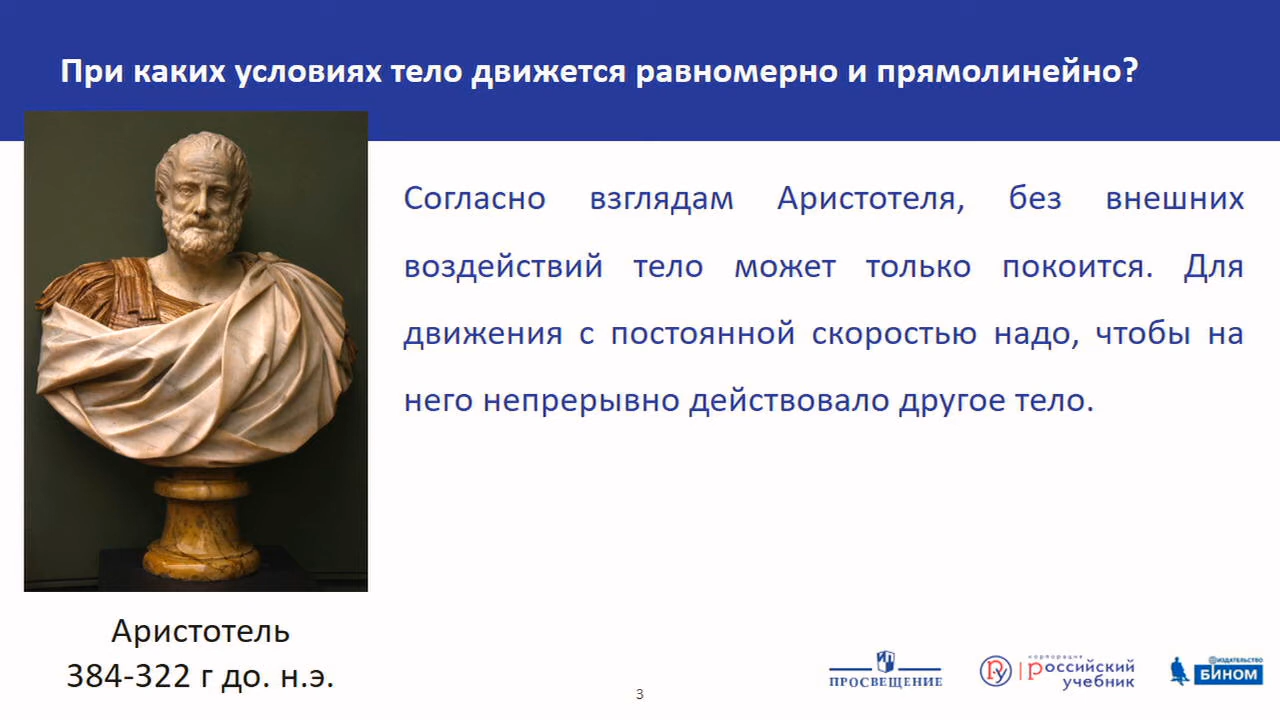 При каких условиях тело движется равномерно и прямолинейно?
Согласно взглядам Аристотеля, без внешних
воздействий тело может только покоится. Для
движения с постоянной скоростью надо, чтобы на
него непрерывно действовало другое тело.
Аристотель
384-322 г до. н.э.
3
ПРОСВЕЩЕНИЕ
корпорация
российский
учебник
ИЗДАТЕЛЬСТВО
БИНОМ